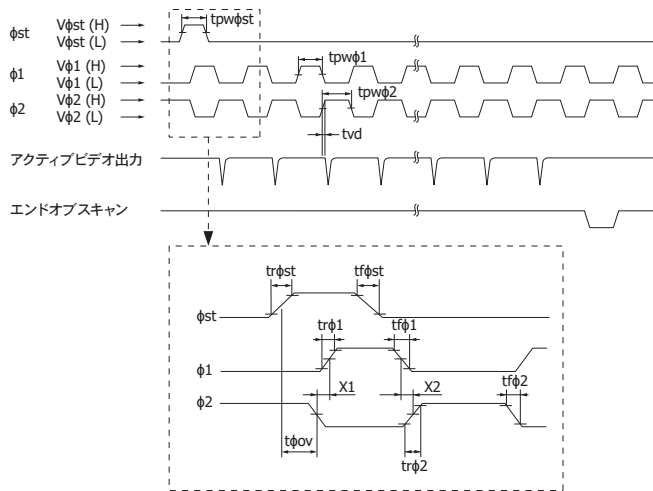 tpwϕst
ϕst
Vϕst (H)
Vϕst (L)
ϕ1
Vϕ1 (H)
Vϕ1 (L)
tpwϕ1
ϕ2
Vϕ2 (H)
Vϕ2 (L)
tpwϕ2
tvd
アクティブビデオ出力
エンドオブスキャン
trϕst
tfϕst
ϕst
trϕ1
tfϕ1
ϕ1
X1
X2
tfϕ2
ϕ2
tϕov
trϕ2